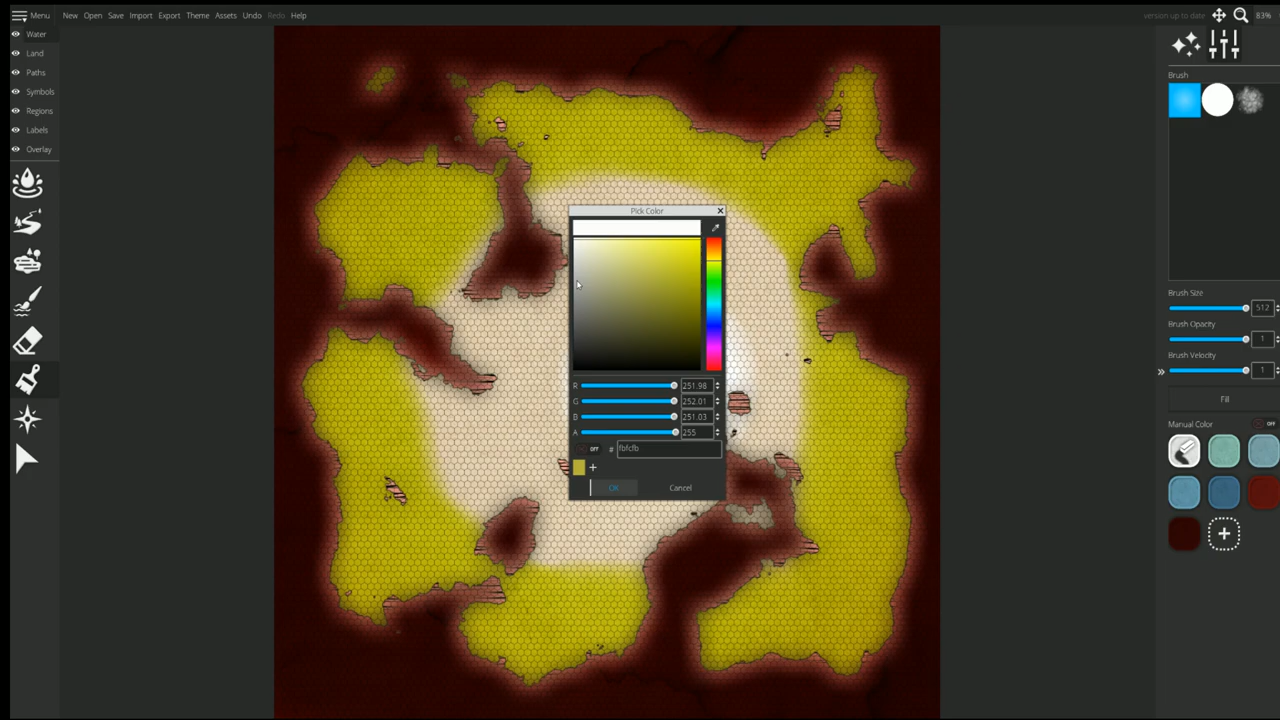 Menu New Open Save Import Export Theme Assets Undo Redo Help version up to date 83%
Water
Land
Paths
Symbols
Regions
Labels
Overlay
Pick Color
R 251.98
G 252.01
B 251.03
A 255
OFF # fbfcfb
+
OK Cancel
Brush
Brush Size
512
Brush Opacity
1
Brush Velocity
1
Fill
Manual Color OFF